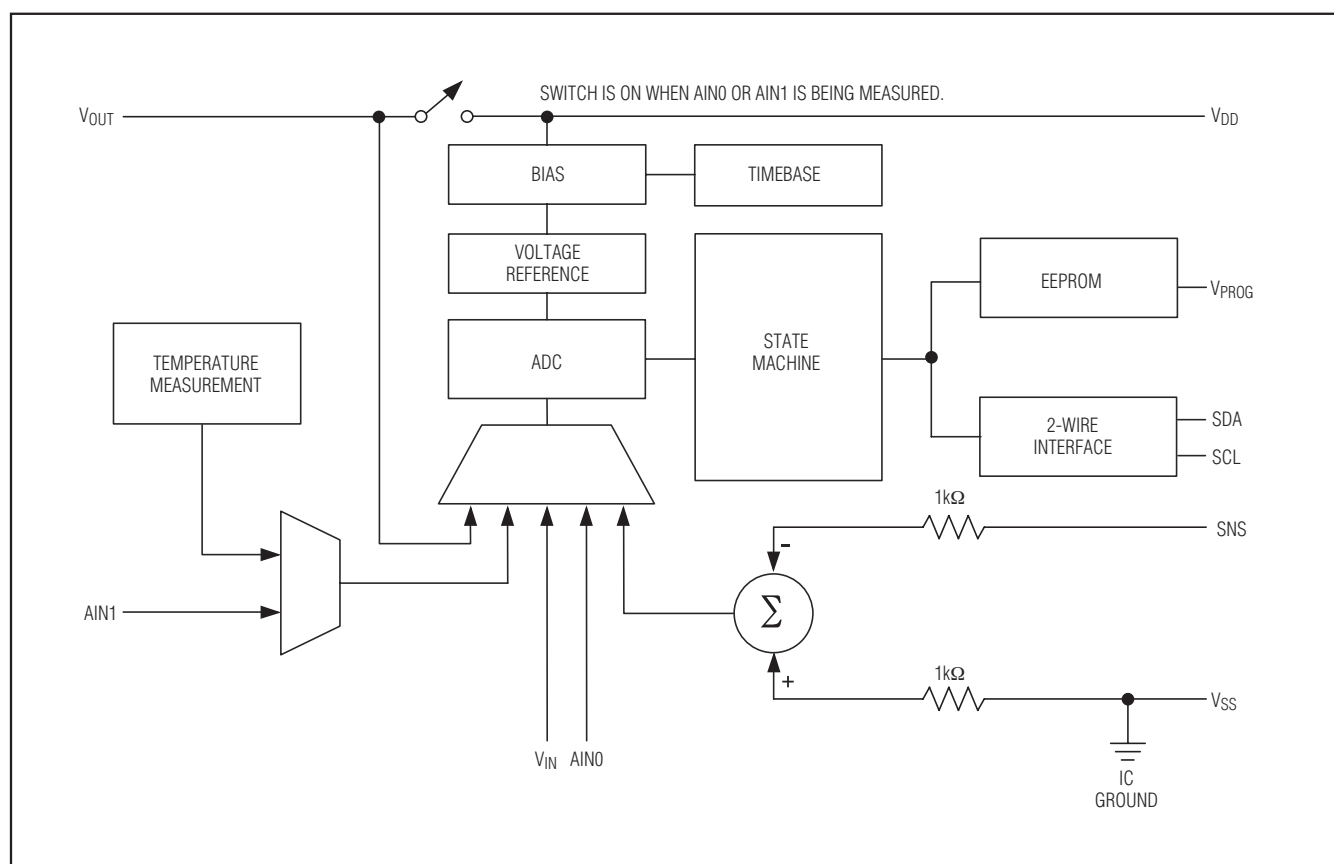 SWITCH IS ON WHEN AIN0 OR AIN1 IS BEING MEASURED.
VOUT
VDD
BIAS
TIMEBASE
VOLTAGE
REFERENCE
EEPROM
VPROG
TEMPERATURE
MEASUREMENT
ADC
STATE
MACHINE
2-WIRE
INTERFACE
SDA
SCL
1kΩ
SNS
-
AIN1
Σ
+
1kΩ
VSS
VIN
AIN0
IC
GROUND